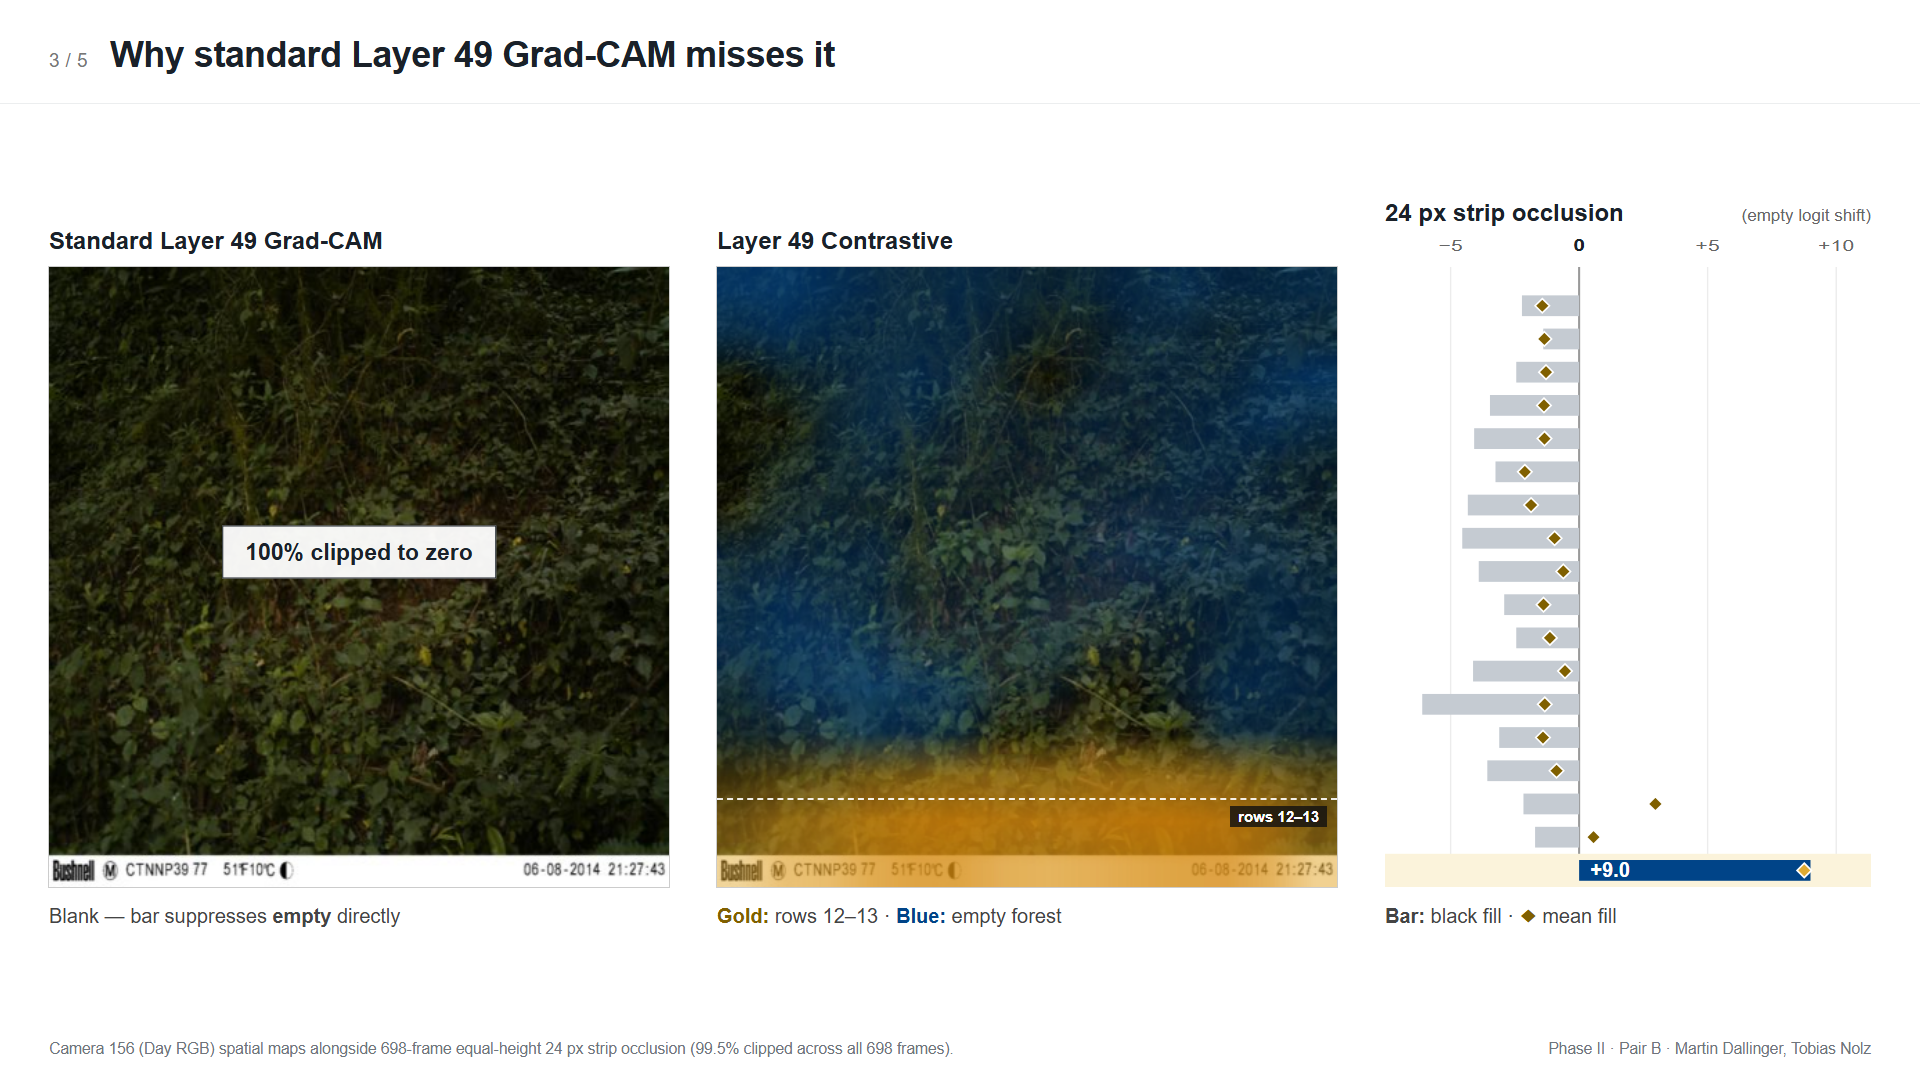 3 / 5 Why standard Layer 49 Grad-CAM misses it
Standard Layer 49 Grad-CAM
100% clipped to zero
Bushnell M CTNNP39 77 51°F10°C 06-08-2014 21:27:43
Blank — bar suppresses empty directly
Layer 49 Contrastive
rows 12–13
Bushnell M CTNNP39 77 51°F10°C 06-08-2014 21:27:43
Gold: rows 12–13 · Blue: empty forest
24 px strip occlusion (empty logit shift)
−5 0 +5 +10
+9.0
Bar: black fill · ◆ mean fill
Camera 156 (Day RGB) spatial maps alongside 698-frame equal-height 24 px strip occlusion (99.5% clipped across all 698 frames).
Phase II · Pair B · Martin Dallinger, Tobias Nolz